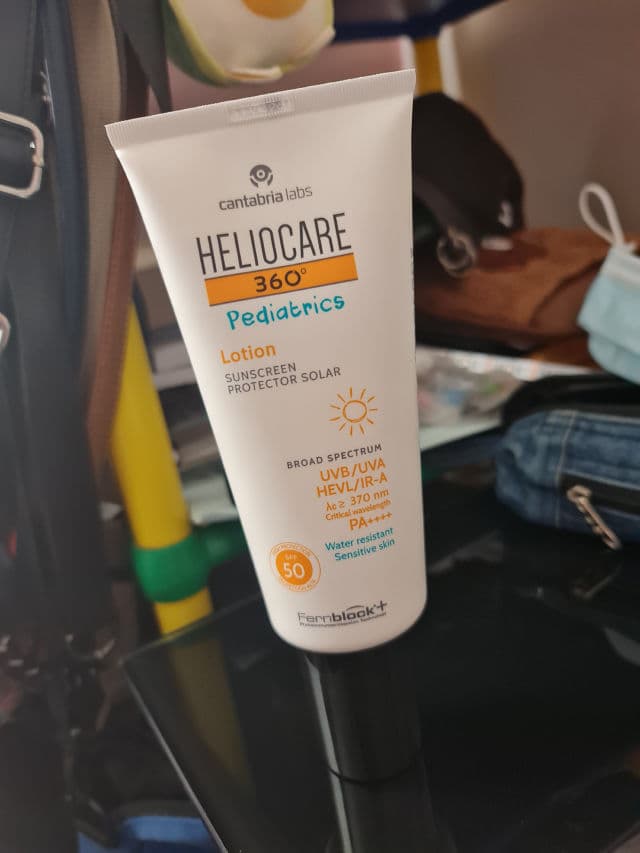 cantabria labs
HELIOCARE
360°
Pediatrics
Lotion
SUNSCREEN
PROTECTOR SOLAR
BROAD SPECTRUM
UVB/UVA
HEVL/IR-A
λc ≥ 370 nm
Critical wavelength
PA++++
Water resistant
Sensitive skin
SPF
50
Fernblock+